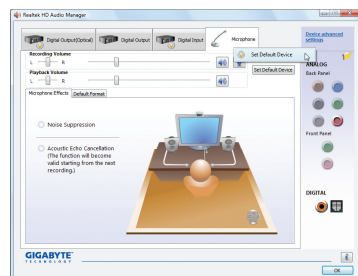 Realtek HD Audio Manager
Digital Output(Optical)
Digital Output
Digital Input
Microphone
Device advanced
settings
Recording Volume
L
R
Set Default Device
Set Default Device
Playback Volume
L
R
Microphone Effects
Default Format
ANALOG
Back Panel
Noise Suppression
Acoustic Echo Cancellation
(The function will become
valid starting from the next
recording.)
Front Panel
DIGITAL
GIGABYTE
TECHNOLOGY
i
OK